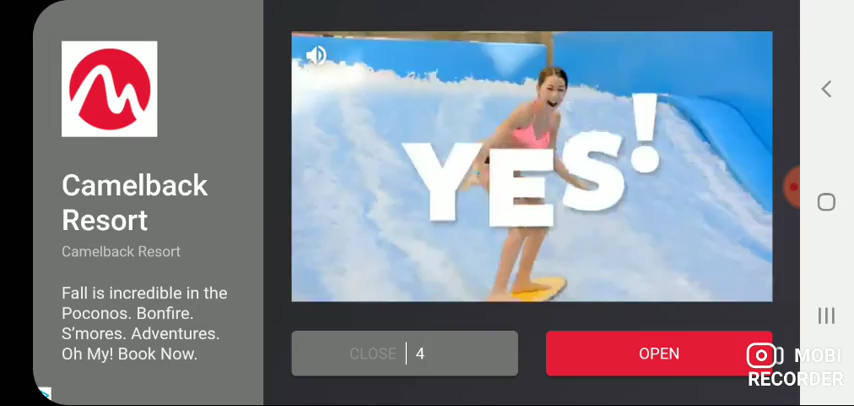 Camelback
Resort
Camelback Resort
Fall is incredible in the
Poconos. Bonfire.
S'mores. Adventures.
Oh My! Book Now.
YES!
CLOSE | 4
OPEN
MOBI
RECORDER